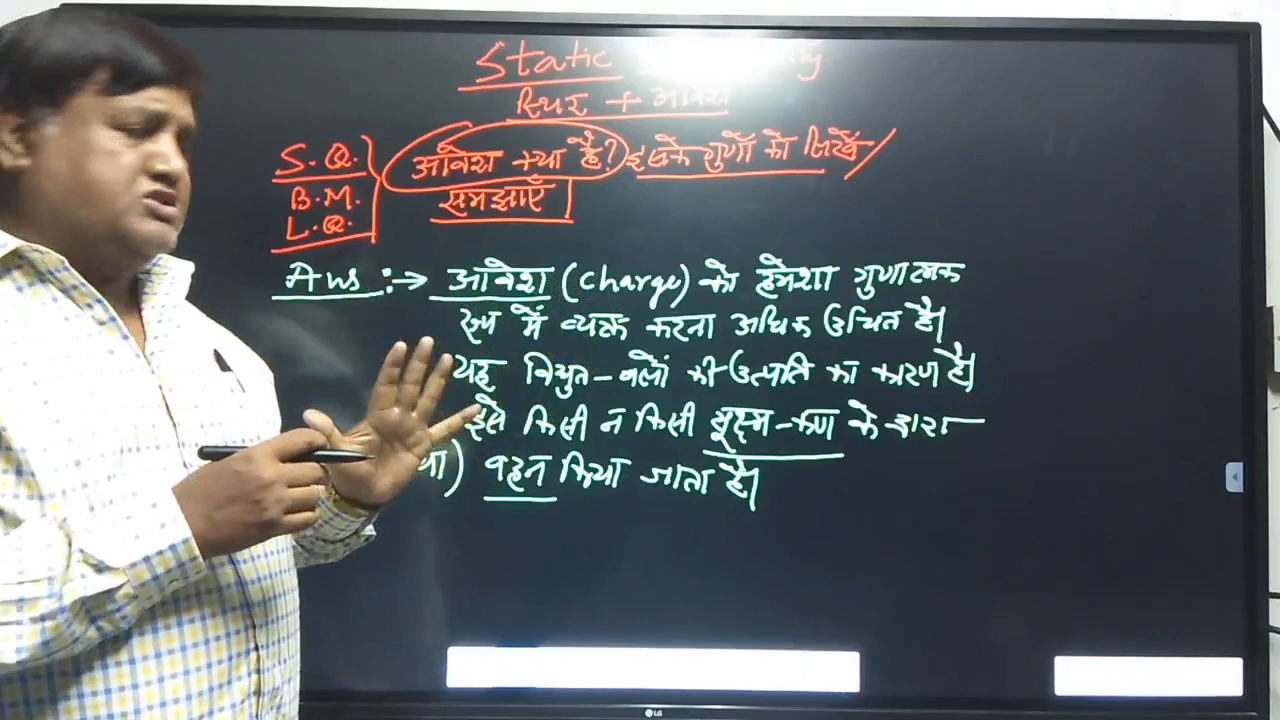 Static
स्थिर + आवेश
S.Q. आवेश क्या है? इसके गुणों को लिखें/
B.M. समझाएँ
L.Q.
Ans :→ आवेश (Charge) को हमेशा गुणात्मक
रूप में व्यक्त करना अधिक उचित है।
यह विद्युत-बलों की उत्पत्ति का कारण है।
इसे किसी न किसी सूक्ष्म-कण के द्वारा
वहन किया जाता है।
LG